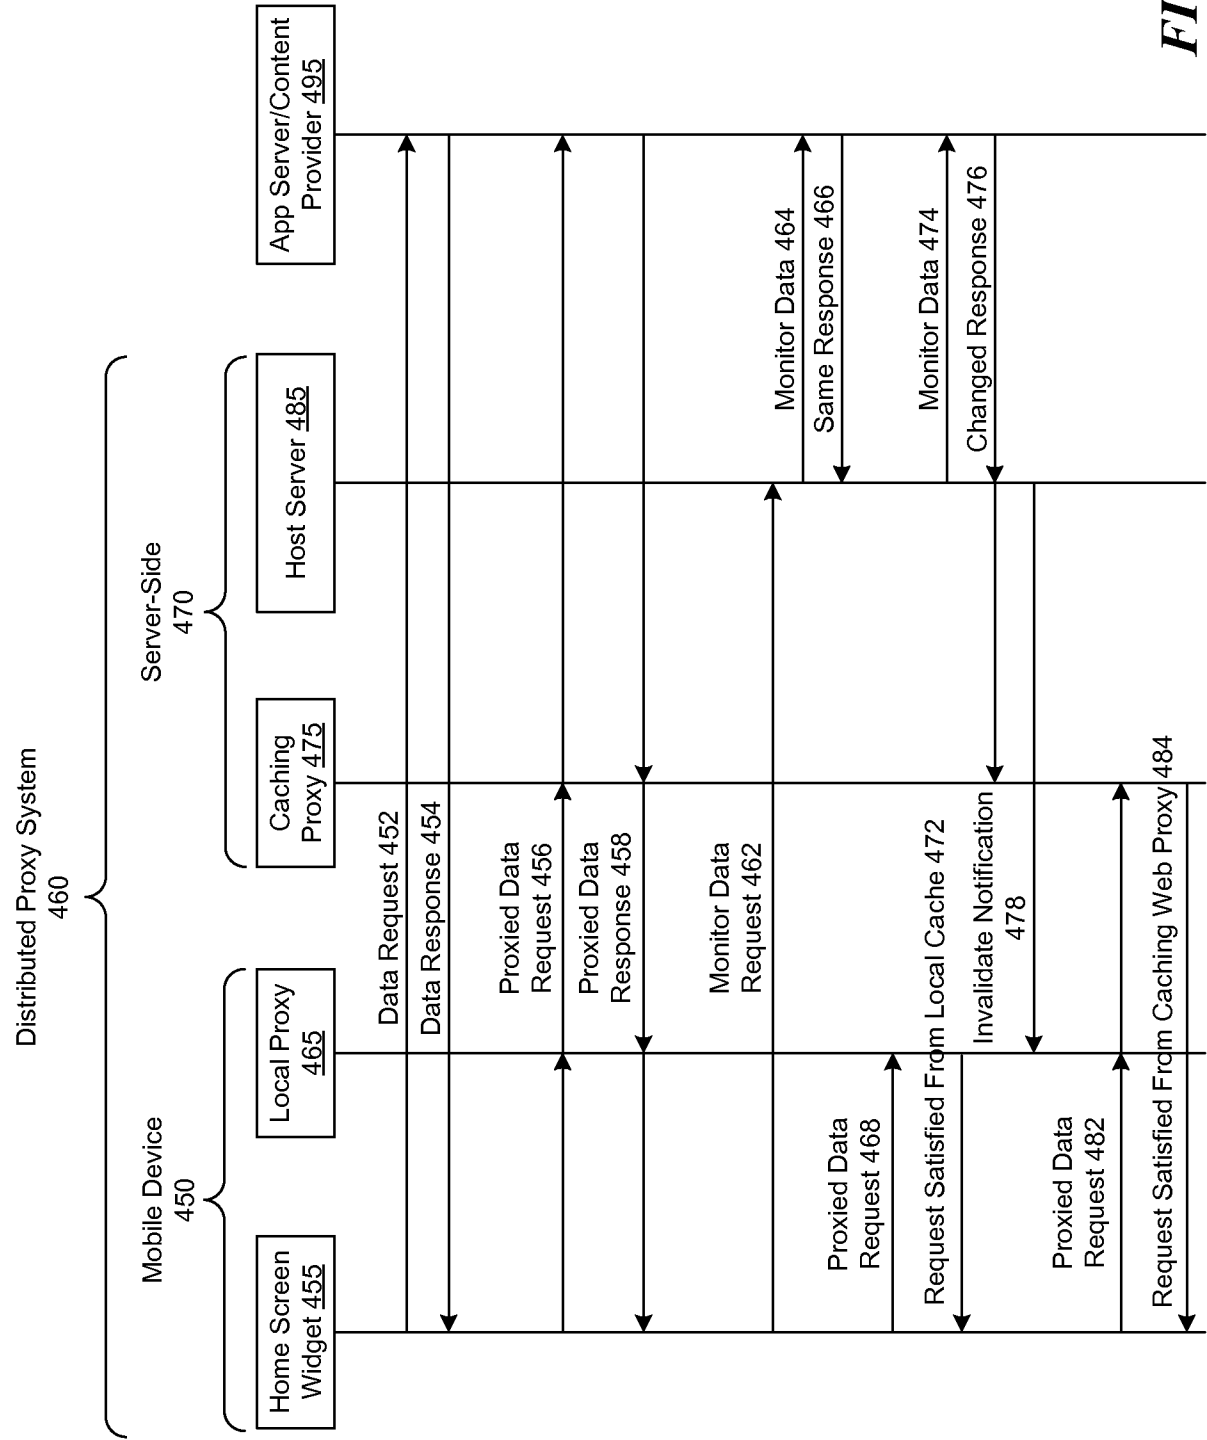 Distributed Proxy System
460
Mobile Device
450
Server-Side
470
Home Screen
Widget 455
Local Proxy
465
Caching
Proxy 475
Host Server 485
App Server/Content
Provider 495
Data Request 452
Data Response 454
Proxied Data
Request 456
Proxied Data
Response 458
Monitor Data
Request 462
Monitor Data 464
Same Response 466
Proxied Data
Request 468
Request Satisfied From Local Cache 472
Monitor Data 474
Changed Response 476
Invalidate Notification
478
Proxied Data
Request 482
Request Satisfied From Caching Web Proxy 484
FI